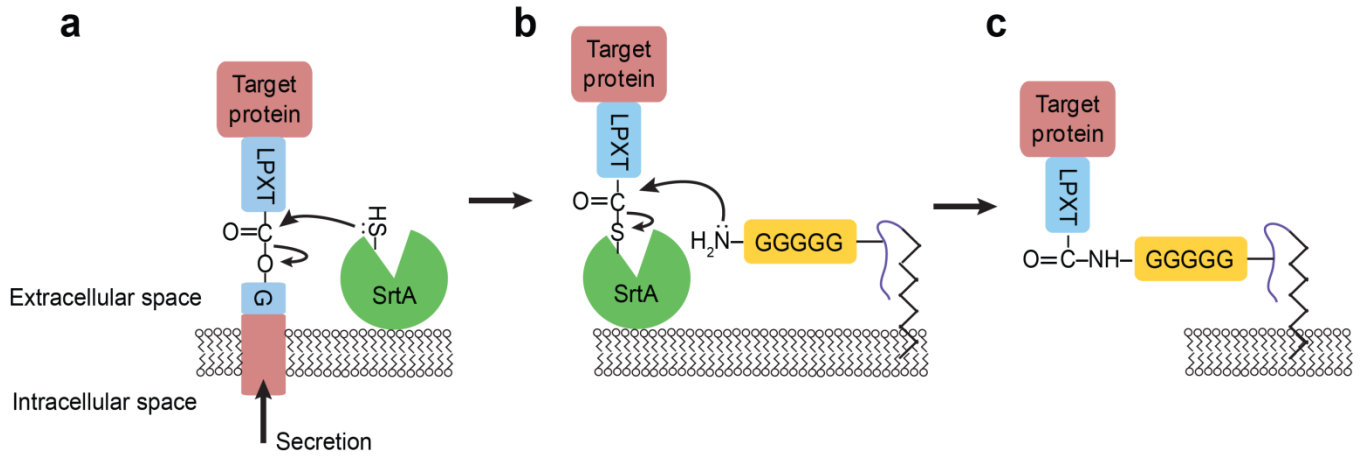 a
Target
protein
LPXT
O=C
O
G
HS
SrtA
Extracellular space
Intracellular space
Secretion
b
Target
protein
LPXT
O=C
S
SrtA
H₂N
GGGGG
c
Target
protein
LPXT
O=C–NH
GGGGG